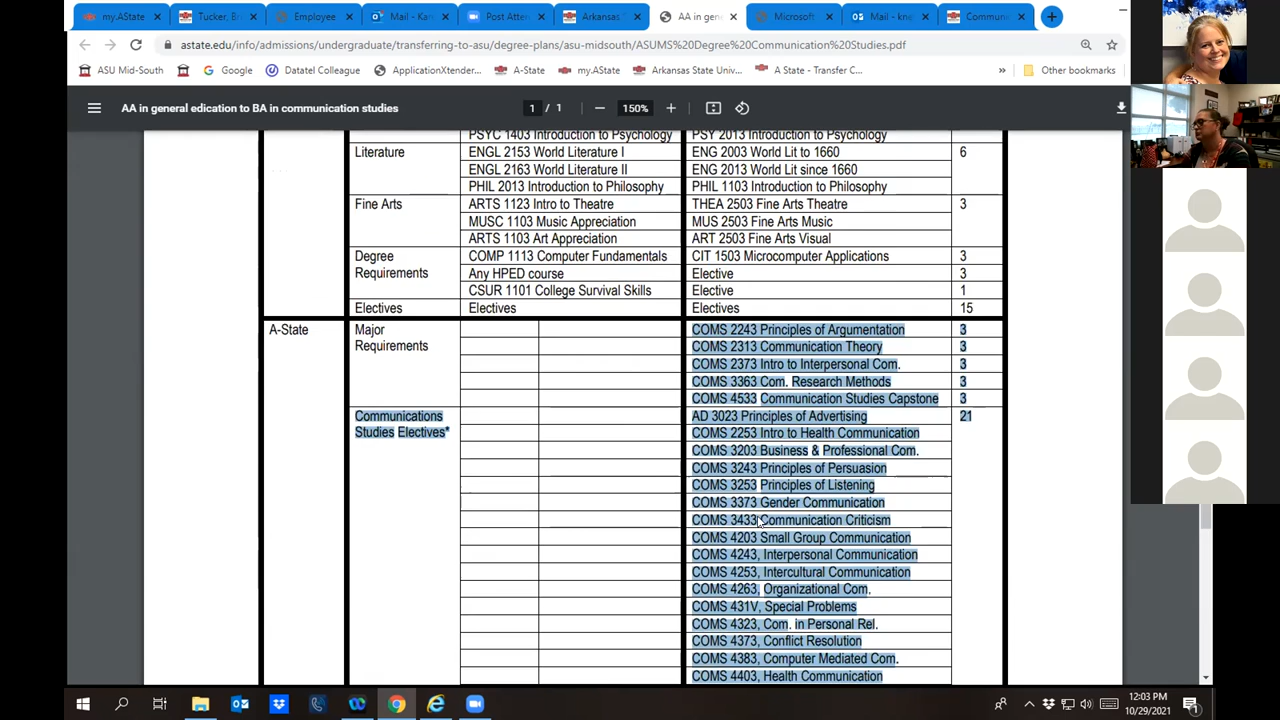 my.AState
Tucker, Bri
Employee
Mail - Kar
Post Atte
Arkansas
AA in gene
Microsoft
Mail - kne
Commun
astate.edu/info/admissions/undergraduate/transferring-to-asu/degree-plans/asu-midsouth/ASUMS%20Degree%20Communication%20Studies.pdf
ASU Mid-South Google Datatel Colleague ApplicationXtender... A-State my.AState Arkansas State Univ... A State - Transfer C... » Other bookmarks
AA in general edication to BA in communication studies 1 / 1 150%
PSYC 1403 Introduction to Psychology PSY 2013 Introduction to Psychology
Literature ENGL 2153 World Literature I ENG 2003 World Lit to 1660 6
ENGL 2163 World Literature II ENG 2013 World Lit since 1660
PHIL 2013 Introduction to Philosophy PHIL 1103 Introduction to Philosophy
Fine Arts ARTS 1123 Intro to Theatre THEA 2503 Fine Arts Theatre 3
MUSC 1103 Music Appreciation MUS 2503 Fine Arts Music
ARTS 1103 Art Appreciation ART 2503 Fine Arts Visual
Degree COMP 1113 Computer Fundamentals CIT 1503 Microcomputer Applications 3
Requirements Any HPED course Elective 3
CSUR 1101 College Survival Skills Elective 1
Electives Electives Electives 15
A-State Major COMS 2243 Principles of Argumentation 3
Requirements COMS 2313 Communication Theory 3
COMS 2373 Intro to Interpersonal Com. 3
COMS 3363 Com. Research Methods 3
COMS 4533 Communication Studies Capstone 3
Communications AD 3023 Principles of Advertising 21
Studies Electives* COMS 2253 Intro to Health Communication
COMS 3203 Business & Professional Com.
COMS 3243 Principles of Persuasion
COMS 3253 Principles of Listening
COMS 3373 Gender Communication
COMS 3433 Communication Criticism
COMS 4203 Small Group Communication
COMS 4243, Interpersonal Communication
COMS 4253, Intercultural Communication
COMS 4263, Organizational Com.
COMS 431V, Special Problems
COMS 4323, Com. in Personal Rel.
COMS 4373, Conflict Resolution
COMS 4383, Computer Mediated Com.
COMS 4403, Health Communication
12:03 PM
10/29/2021